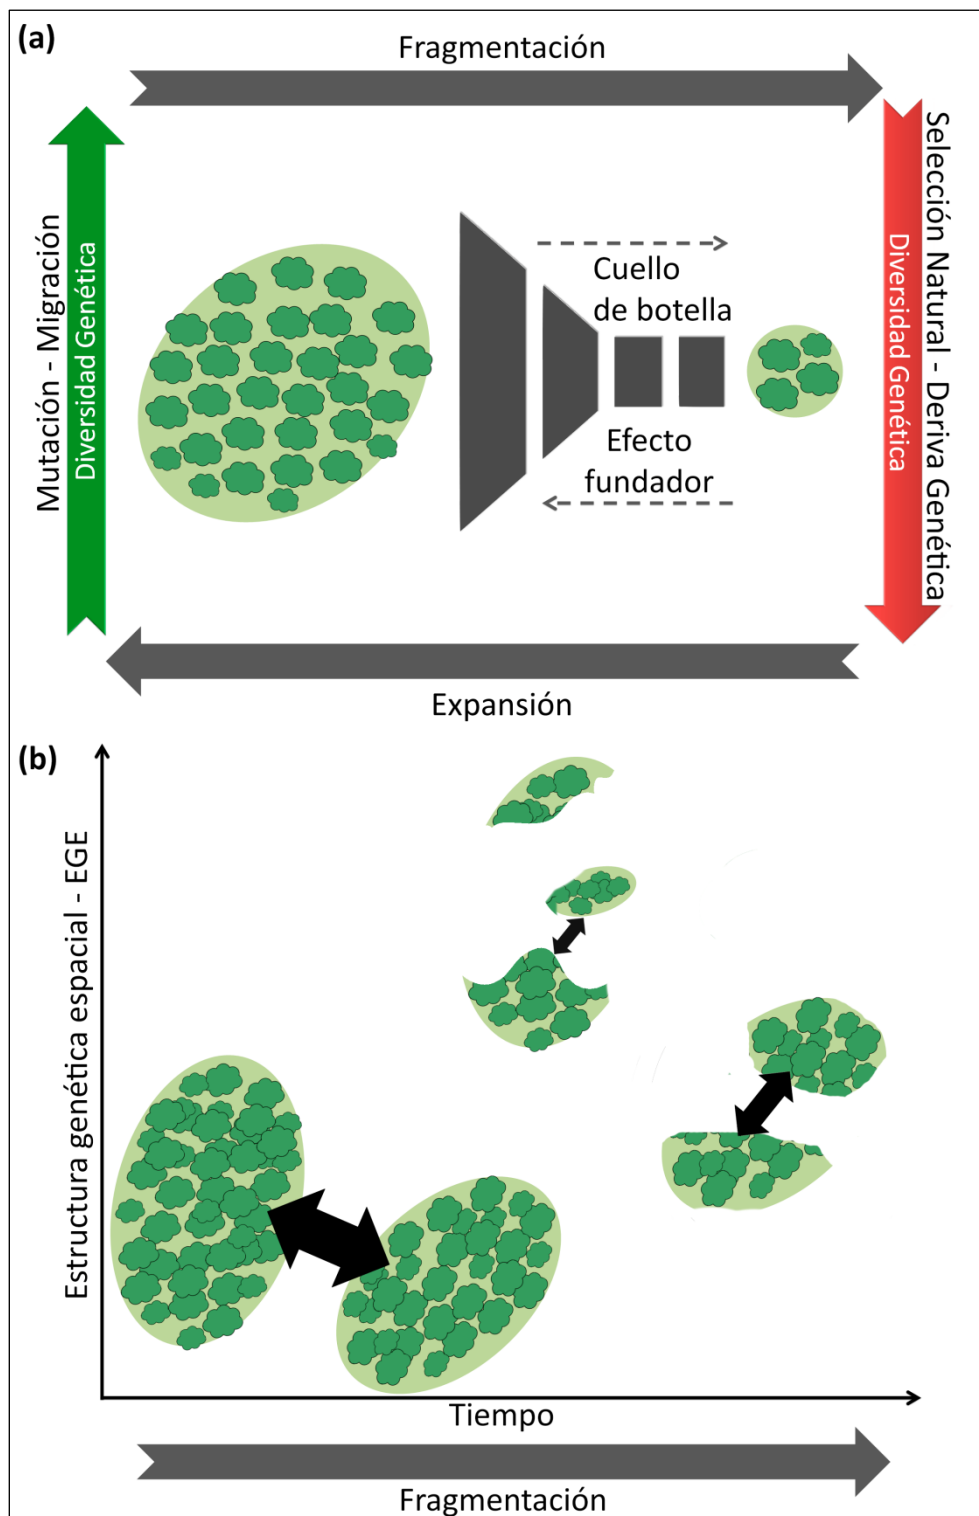 (a)
Fragmentación
Mutación - Migración
Diversidad Genética
Cuello
de botella
Efecto
fundador
Diversidad Genética
Selección Natural - Deriva Genética
Expansión
(b)
Estructura genética espacial - EGE
Tiempo
Fragmentación